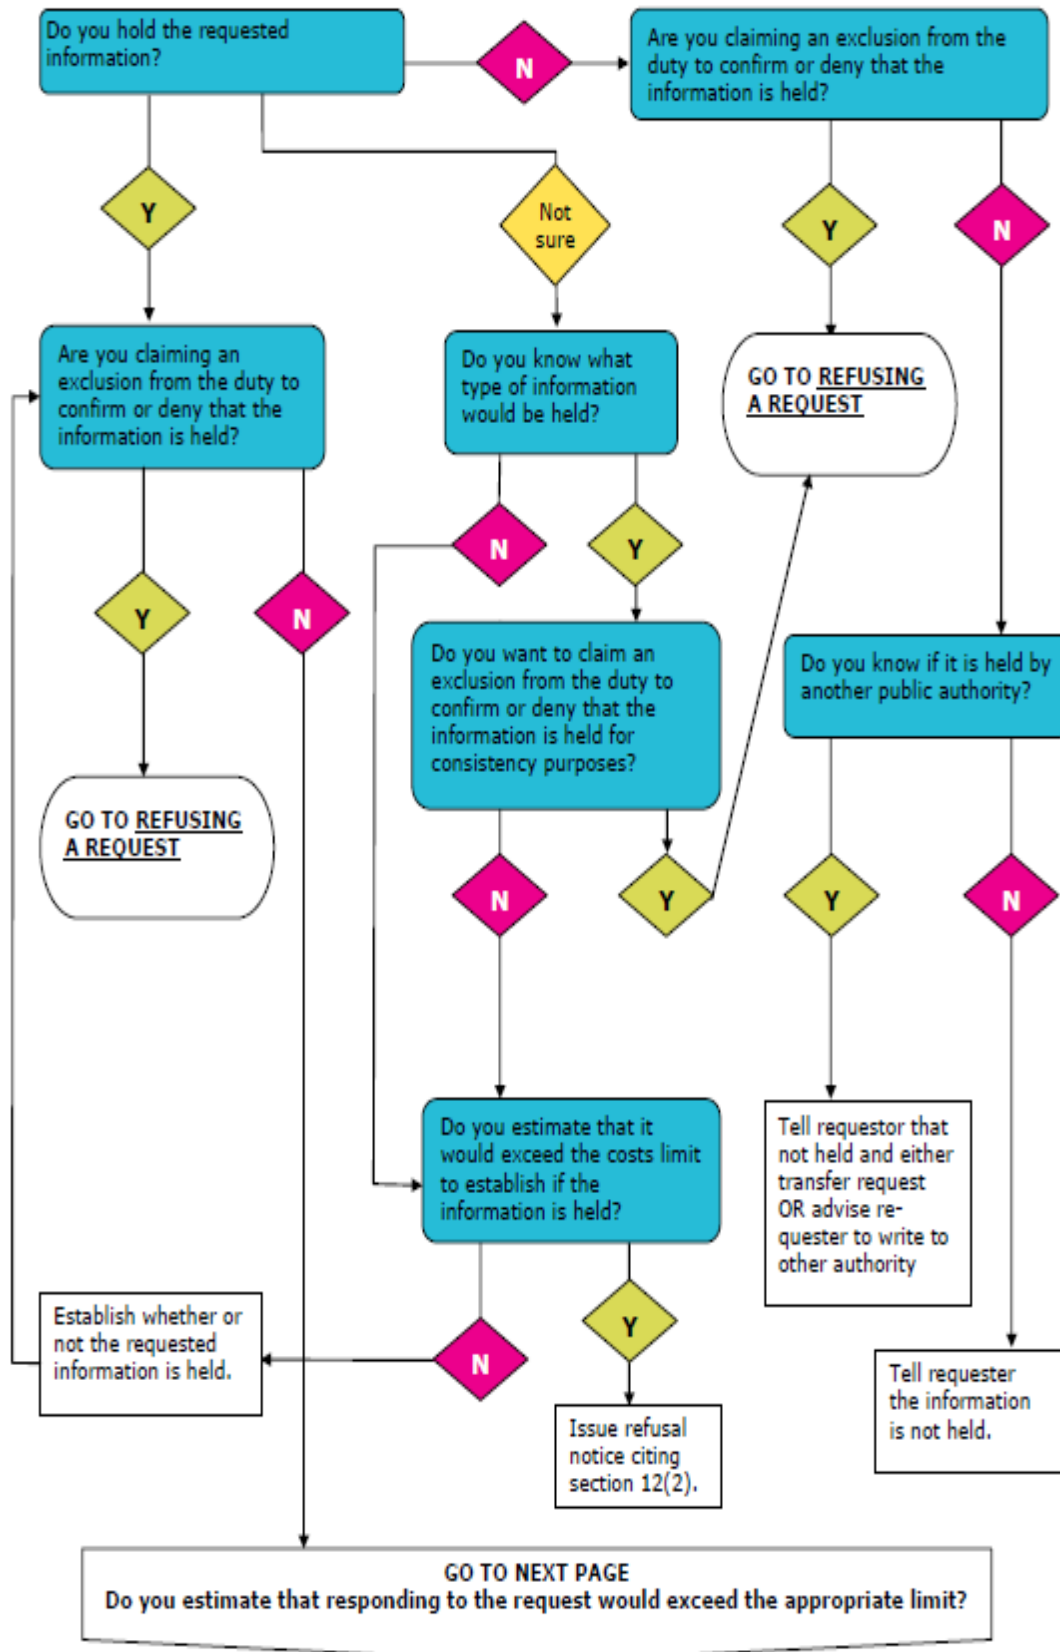 Do you hold the requested
information?
N
Are you claiming an exclusion from the
duty to confirm or deny that the
information is held?
Y
Not
sure
Y
N
Are you claiming an
exclusion from the duty to
confirm or deny that the
information is held?
Do you know what
type of information
would be held?
GO TO REFUSING
A REQUEST
N
Y
Y
N
Do you want to claim an
exclusion from the duty to
confirm or deny that the
information is held for
consistency purposes?
Do you know if it is held by
another public authority?
GO TO REFUSING
A REQUEST
N
Y
Y
N
Do you estimate that it
would exceed the costs limit
to establish if the
information is held?
Tell requestor that
not held and either
transfer request
OR advise re-
quester to write to
other authority
Establish whether or
not the requested
information is held.
N
Y
Tell requester
the information
is not held.
Issue refusal
notice citing
section 12(2).
GO TO NEXT PAGE
Do you estimate that responding to the request would exceed the appropriate limit?